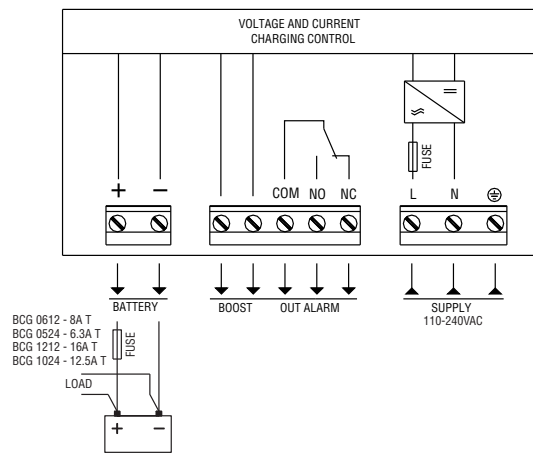 VOLTAGE AND CURRENT
CHARGING CONTROL
FUSE
+ − COM NO NC L N
BATTERY BOOST OUT ALARM SUPPLY
110-240VAC
BCG 0612 - 8A T
BCG 0524 - 6.3A T
BCG 1212 - 16A T
BCG 1024 - 12.5A T
FUSE
LOAD
+ −